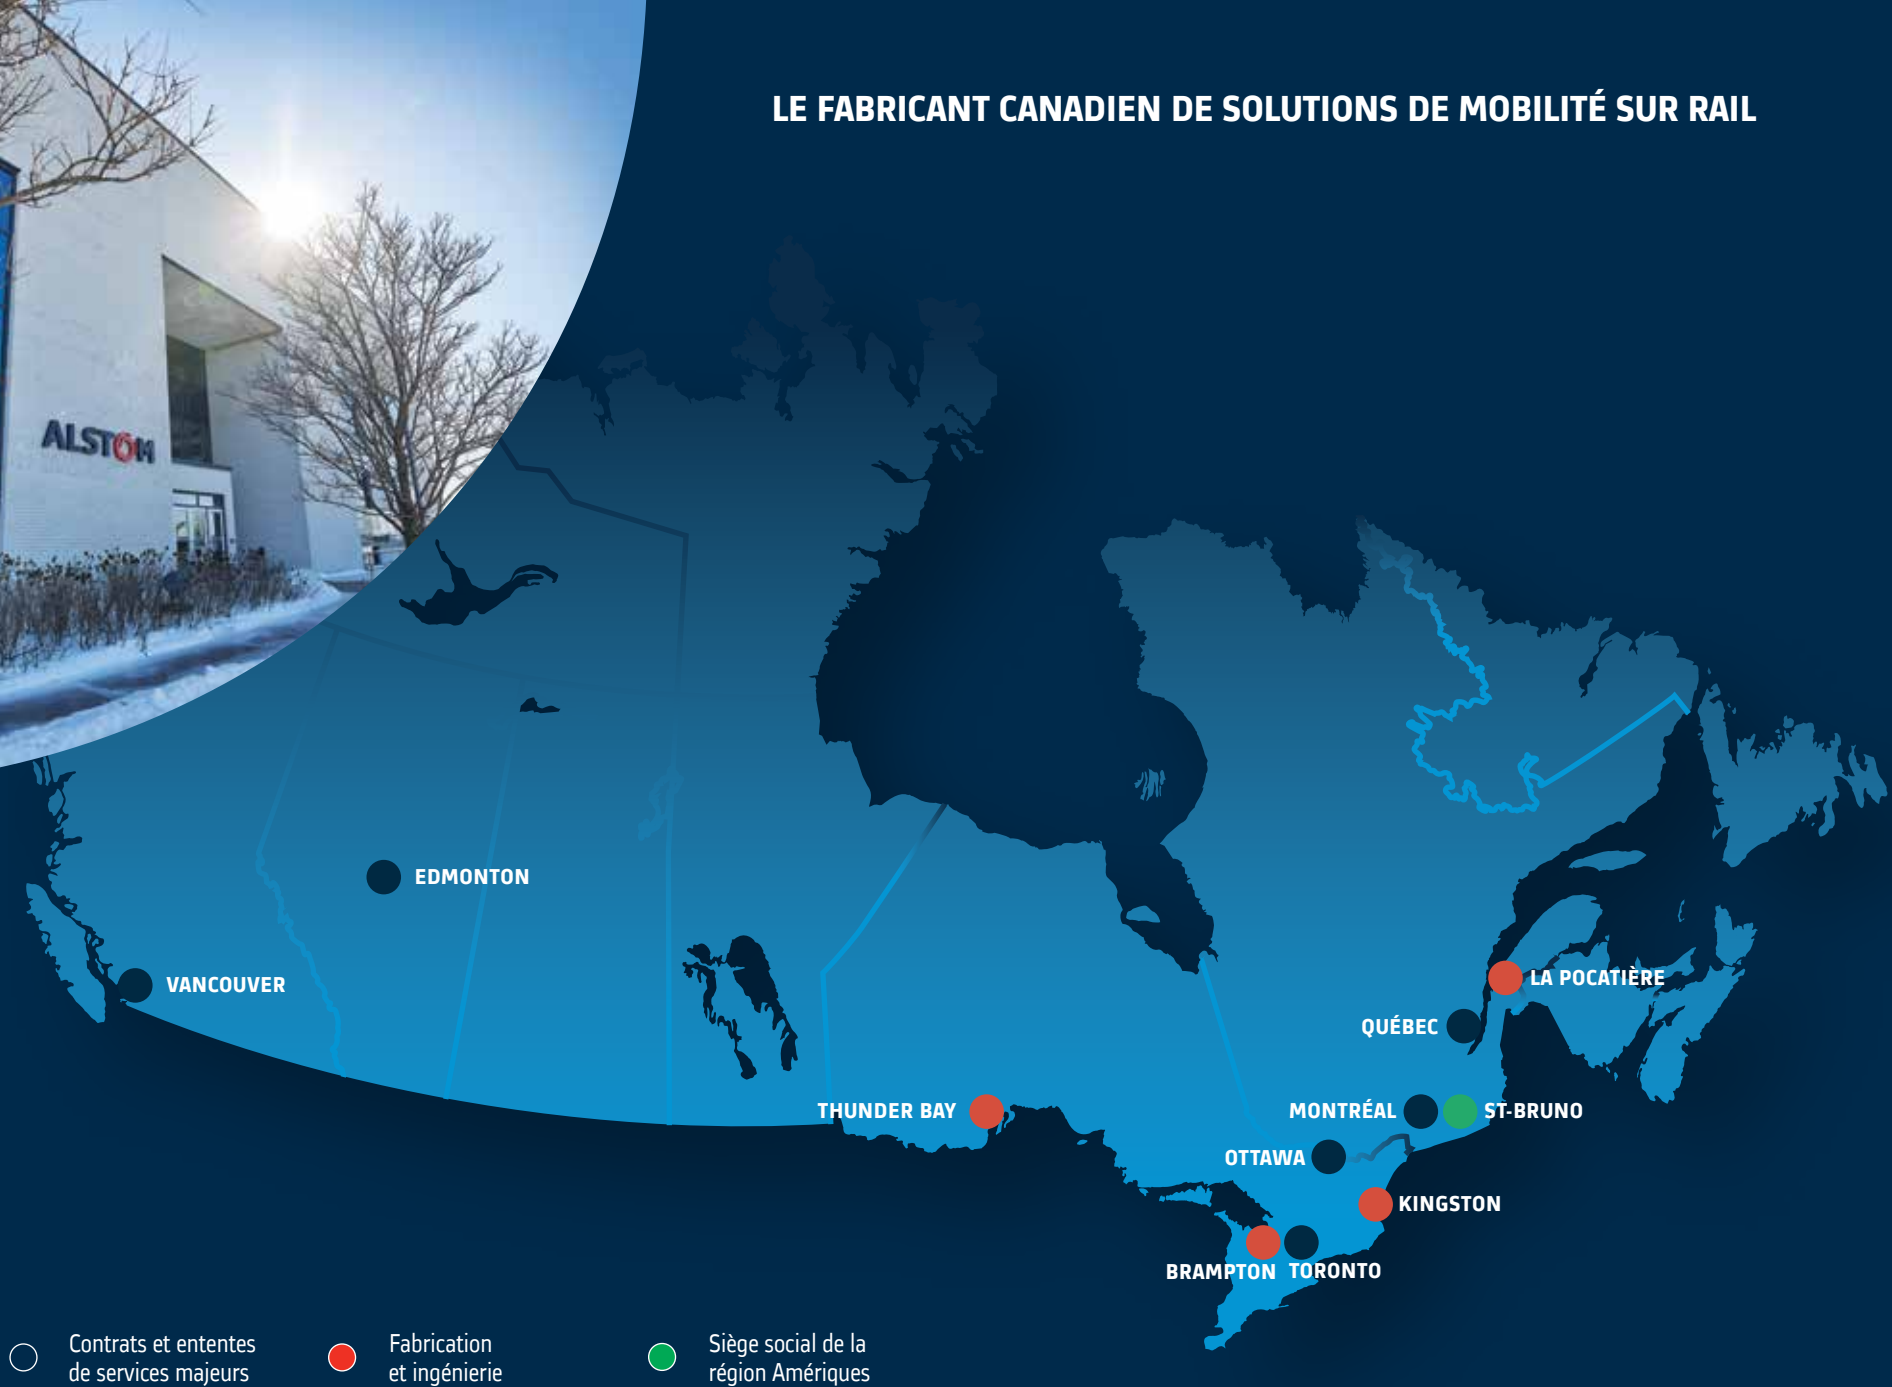 LE FABRICANT CANADIEN DE SOLUTIONS DE MOBILITÉ SUR RAIL
ALSTOM
EDMONTON
VANCOUVER
LA POCATIÈRE
QUÉBEC
THUNDER BAY
MONTRÉAL
ST-BRUNO
OTTAWA
KINGSTON
BRAMPTON
TORONTO
Contrats et ententes
de services majeurs
Fabrication
et ingénierie
Siège social de la
région Amériques